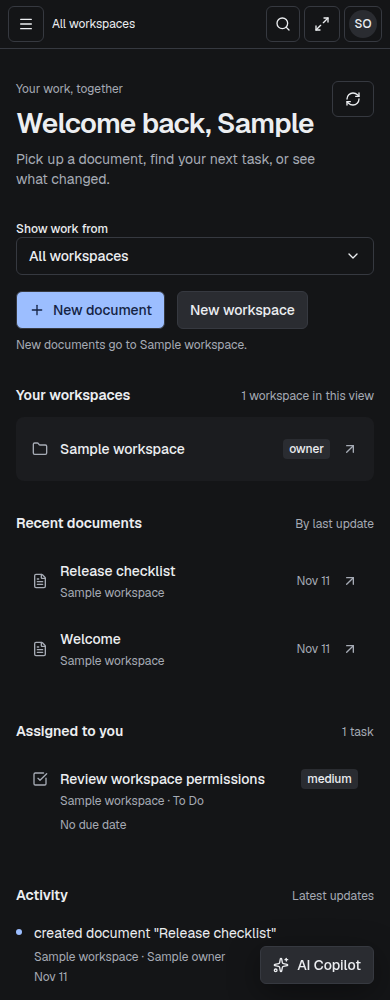 All workspaces
SO
Your work, together
Welcome back, Sample
Pick up a document, find your next task, or see
what changed.
Show work from
All workspaces
New document
New workspace
New documents go to Sample workspace.
Your workspaces
1 workspace in this view
Sample workspace
owner
Recent documents
By last update
Release checklist
Sample workspace
Nov 11
Welcome
Sample workspace
Nov 11
Assigned to you
1 task
Review workspace permissions
medium
Sample workspace · To Do
No due date
Activity
Latest updates
created document "Release checklist"
Sample workspace · Sample owner
Nov 11
AI Copilot